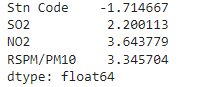 Stn Code -1.714667
SO2 2.200113
NO2 3.643779
RSPM/PM10 3.345704
dtype: float64